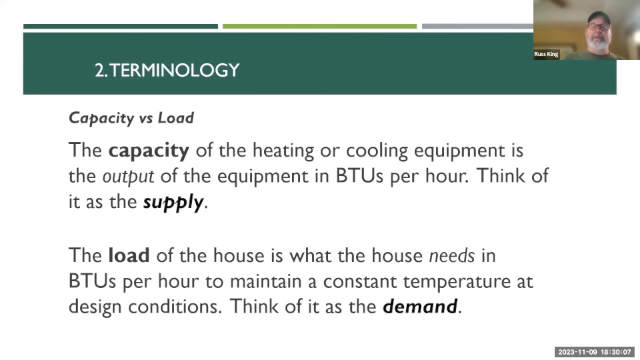 2. TERMINOLOGY
Russ King
Capacity vs Load
The capacity of the heating or cooling equipment is
the output of the equipment in BTUs per hour. Think of
it as the supply.
The load of the house is what the house needs in
BTUs per hour to maintain a constant temperature at
design conditions. Think of it as the demand.
2023-11-09 18:30:07